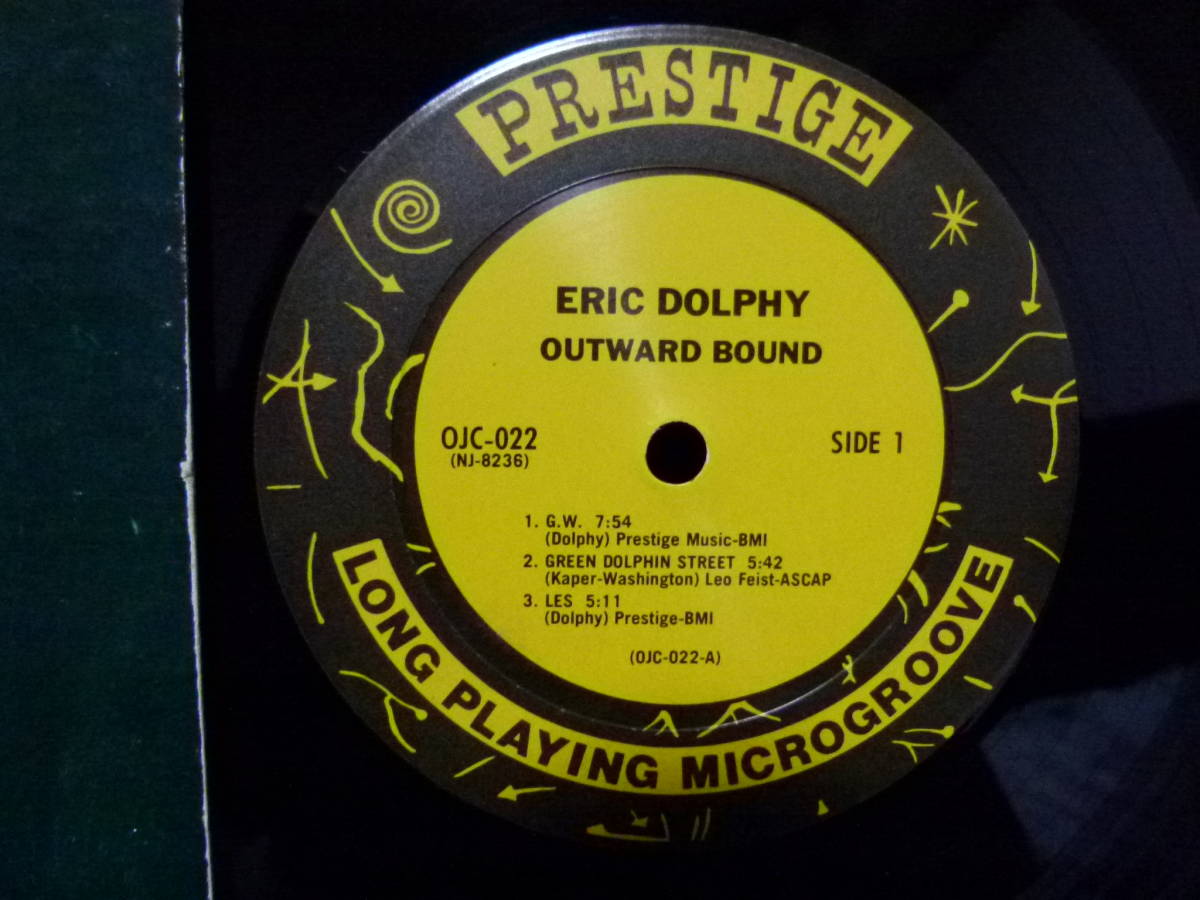 PRESTIGE
ERIC DOLPHY
OUTWARD BOUND
OJC-022
(NJ-8236)
SIDE 1
1. G.W. 7:54
(Dolphy) Prestige Music-BMI
2. GREEN DOLPHIN STREET 5:42
(Kaper-Washington) Leo Feist-ASCAP
3. LES 5:11
(Dolphy) Prestige-BMI
(OJC-022-A)
LONG PLAYING MICROGROOVE